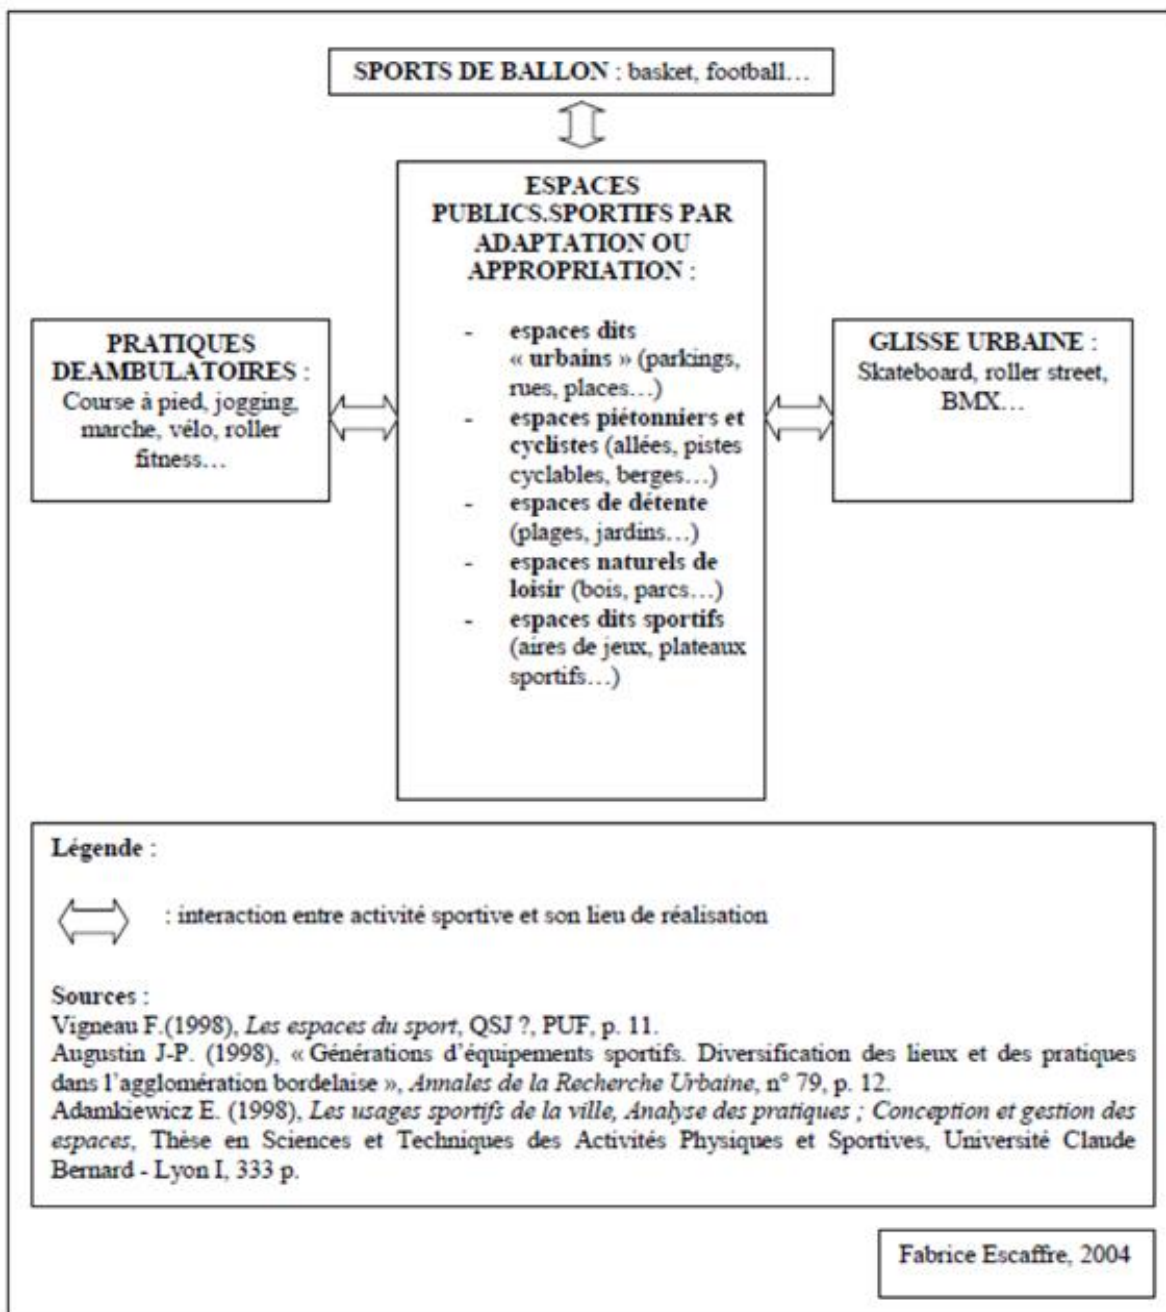 SPORTS DE BALLON : basket, football…
ESPACES
PUBLICS.SPORTIFS PAR
ADAPTATION OU
APPROPRIATION :
- espaces dits
« urbains » (parkings,
rues, places…)
- espaces piétonniers et
cyclistes (allées, pistes
cyclables, berges…)
- espaces de détente
(plages, jardins…)
- espaces naturels de
loisir (bois, parcs…)
- espaces dits sportifs
(aires de jeux, plateaux
sportifs…)
PRATIQUES
DEAMBULATOIRES :
Course à pied, jogging,
marche, vélo, roller
fitness…
GLISSE URBAINE :
Skateboard, roller street,
BMX…
Légende :
: interaction entre activité sportive et son lieu de réalisation
Sources :
Vigneau F.(1998), Les espaces du sport, QSJ ?, PUF, p. 11.
Augustin J-P. (1998), « Générations d’équipements sportifs. Diversification des lieux et des pratiques
dans l’agglomération bordelaise », Annales de la Recherche Urbaine, n° 79, p. 12.
Adamkiewicz E. (1998), Les usages sportifs de la ville, Analyse des pratiques ; Conception et gestion des
espaces, Thèse en Sciences et Techniques des Activités Physiques et Sportives, Université Claude
Bernard - Lyon I, 333 p.
Fabrice Escaffre, 2004